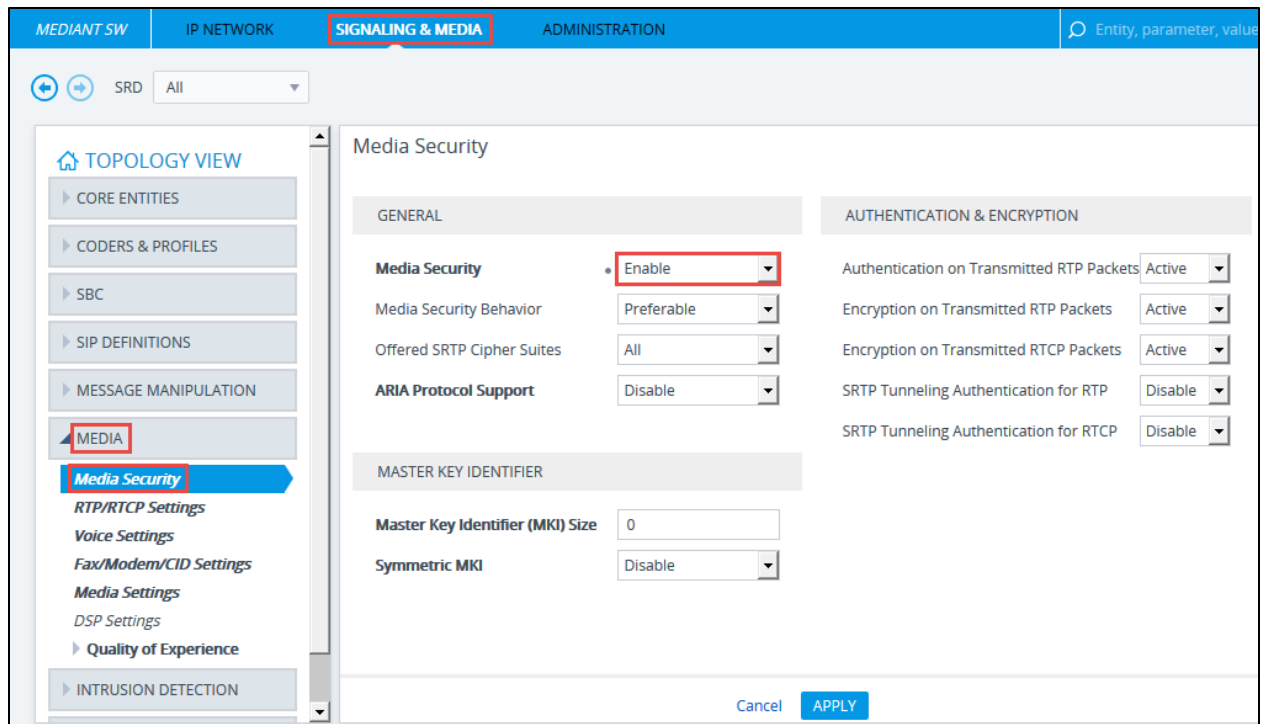 MEDIANT SW IP NETWORK SIGNALING & MEDIA ADMINISTRATION Entity, parameter, value
SRD All
TOPOLOGY VIEW
CORE ENTITIES
CODERS & PROFILES
SBC
SIP DEFINITIONS
MESSAGE MANIPULATION
MEDIA
Media Security
RTP/RTCP Settings
Voice Settings
Fax/Modem/CID Settings
Media Settings
DSP Settings
Quality of Experience
INTRUSION DETECTION
Media Security
GENERAL
Media Security Enable
Media Security Behavior Preferable
Offered SRTP Cipher Suites All
ARIA Protocol Support Disable
MASTER KEY IDENTIFIER
Master Key Identifier (MKI) Size 0
Symmetric MKI Disable
AUTHENTICATION & ENCRYPTION
Authentication on Transmitted RTP Packets Active
Encryption on Transmitted RTP Packets Active
Encryption on Transmitted RTCP Packets Active
SRTP Tunneling Authentication for RTP Disable
SRTP Tunneling Authentication for RTCP Disable
Cancel APPLY